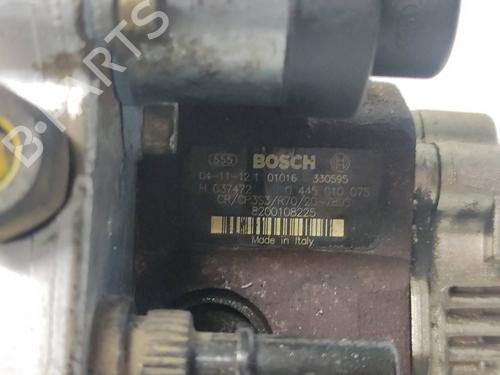 B-PARTS
555 BOSCH
04-11-12 1 01016 330595
H 037472 0 445 010 075
CR/CP3S3/R70/20-789S
8200108225
Made in Italy